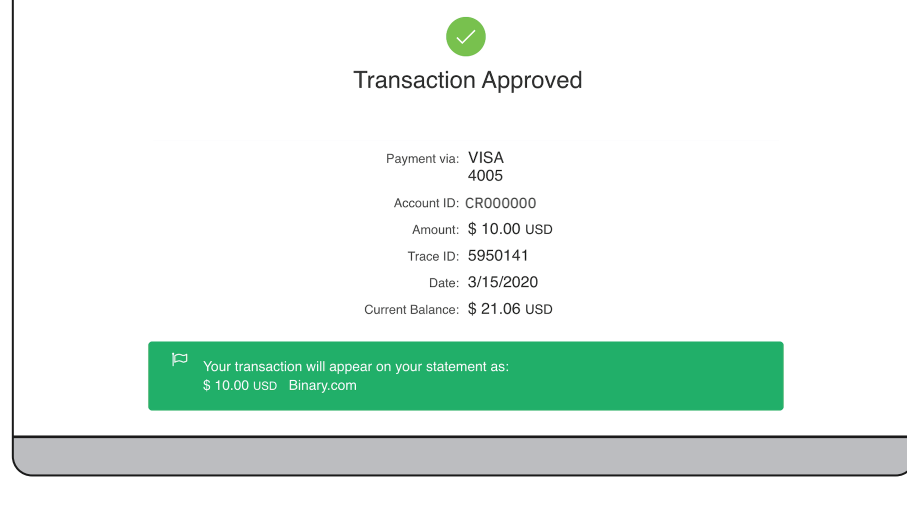 Transaction Approved
Payment via: VISA
4005
Account ID: CR000000
Amount: $ 10.00 USD
Trace ID: 5950141
Date: 3/15/2020
Current Balance: $ 21.06 USD
Your transaction will appear on your statement as:
$ 10.00 USD Binary.com